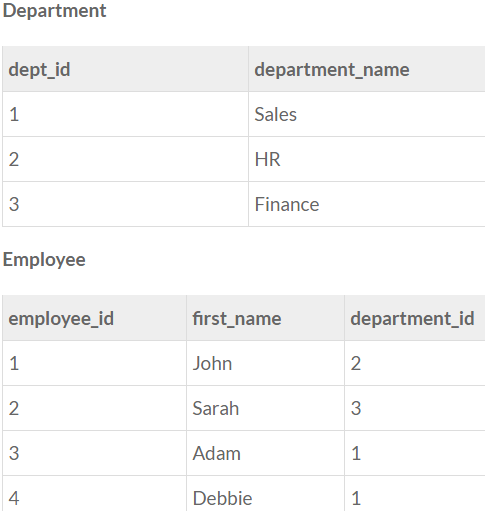 Department
dept_id department_name
1 Sales
2 HR
3 Finance
Employee
employee_id first_name department_id
1 John 2
2 Sarah 3
3 Adam 1
4 Debbie 1